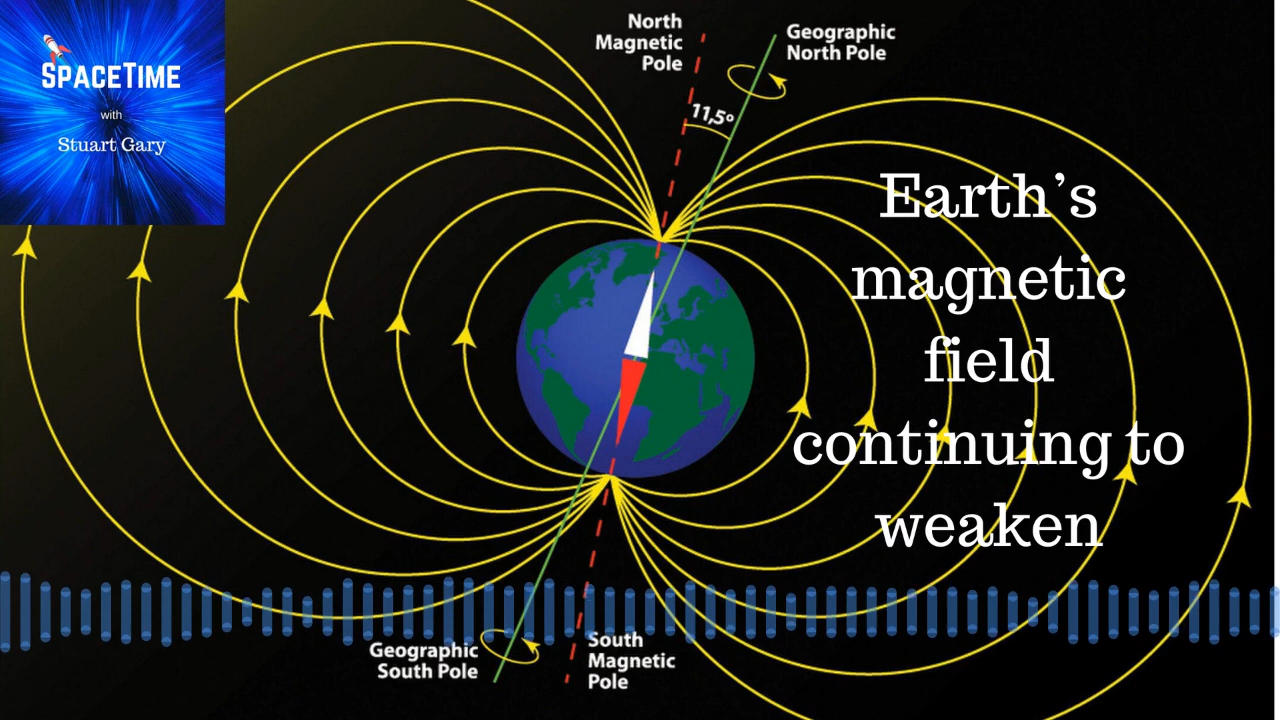 SPACETIME
with
Stuart Gary
North
Magnetic
Pole
Geographic
North Pole
11,5°
Earth’s
magnetic
field
continuing to
weaken
Geographic
South Pole
South
Magnetic
Pole